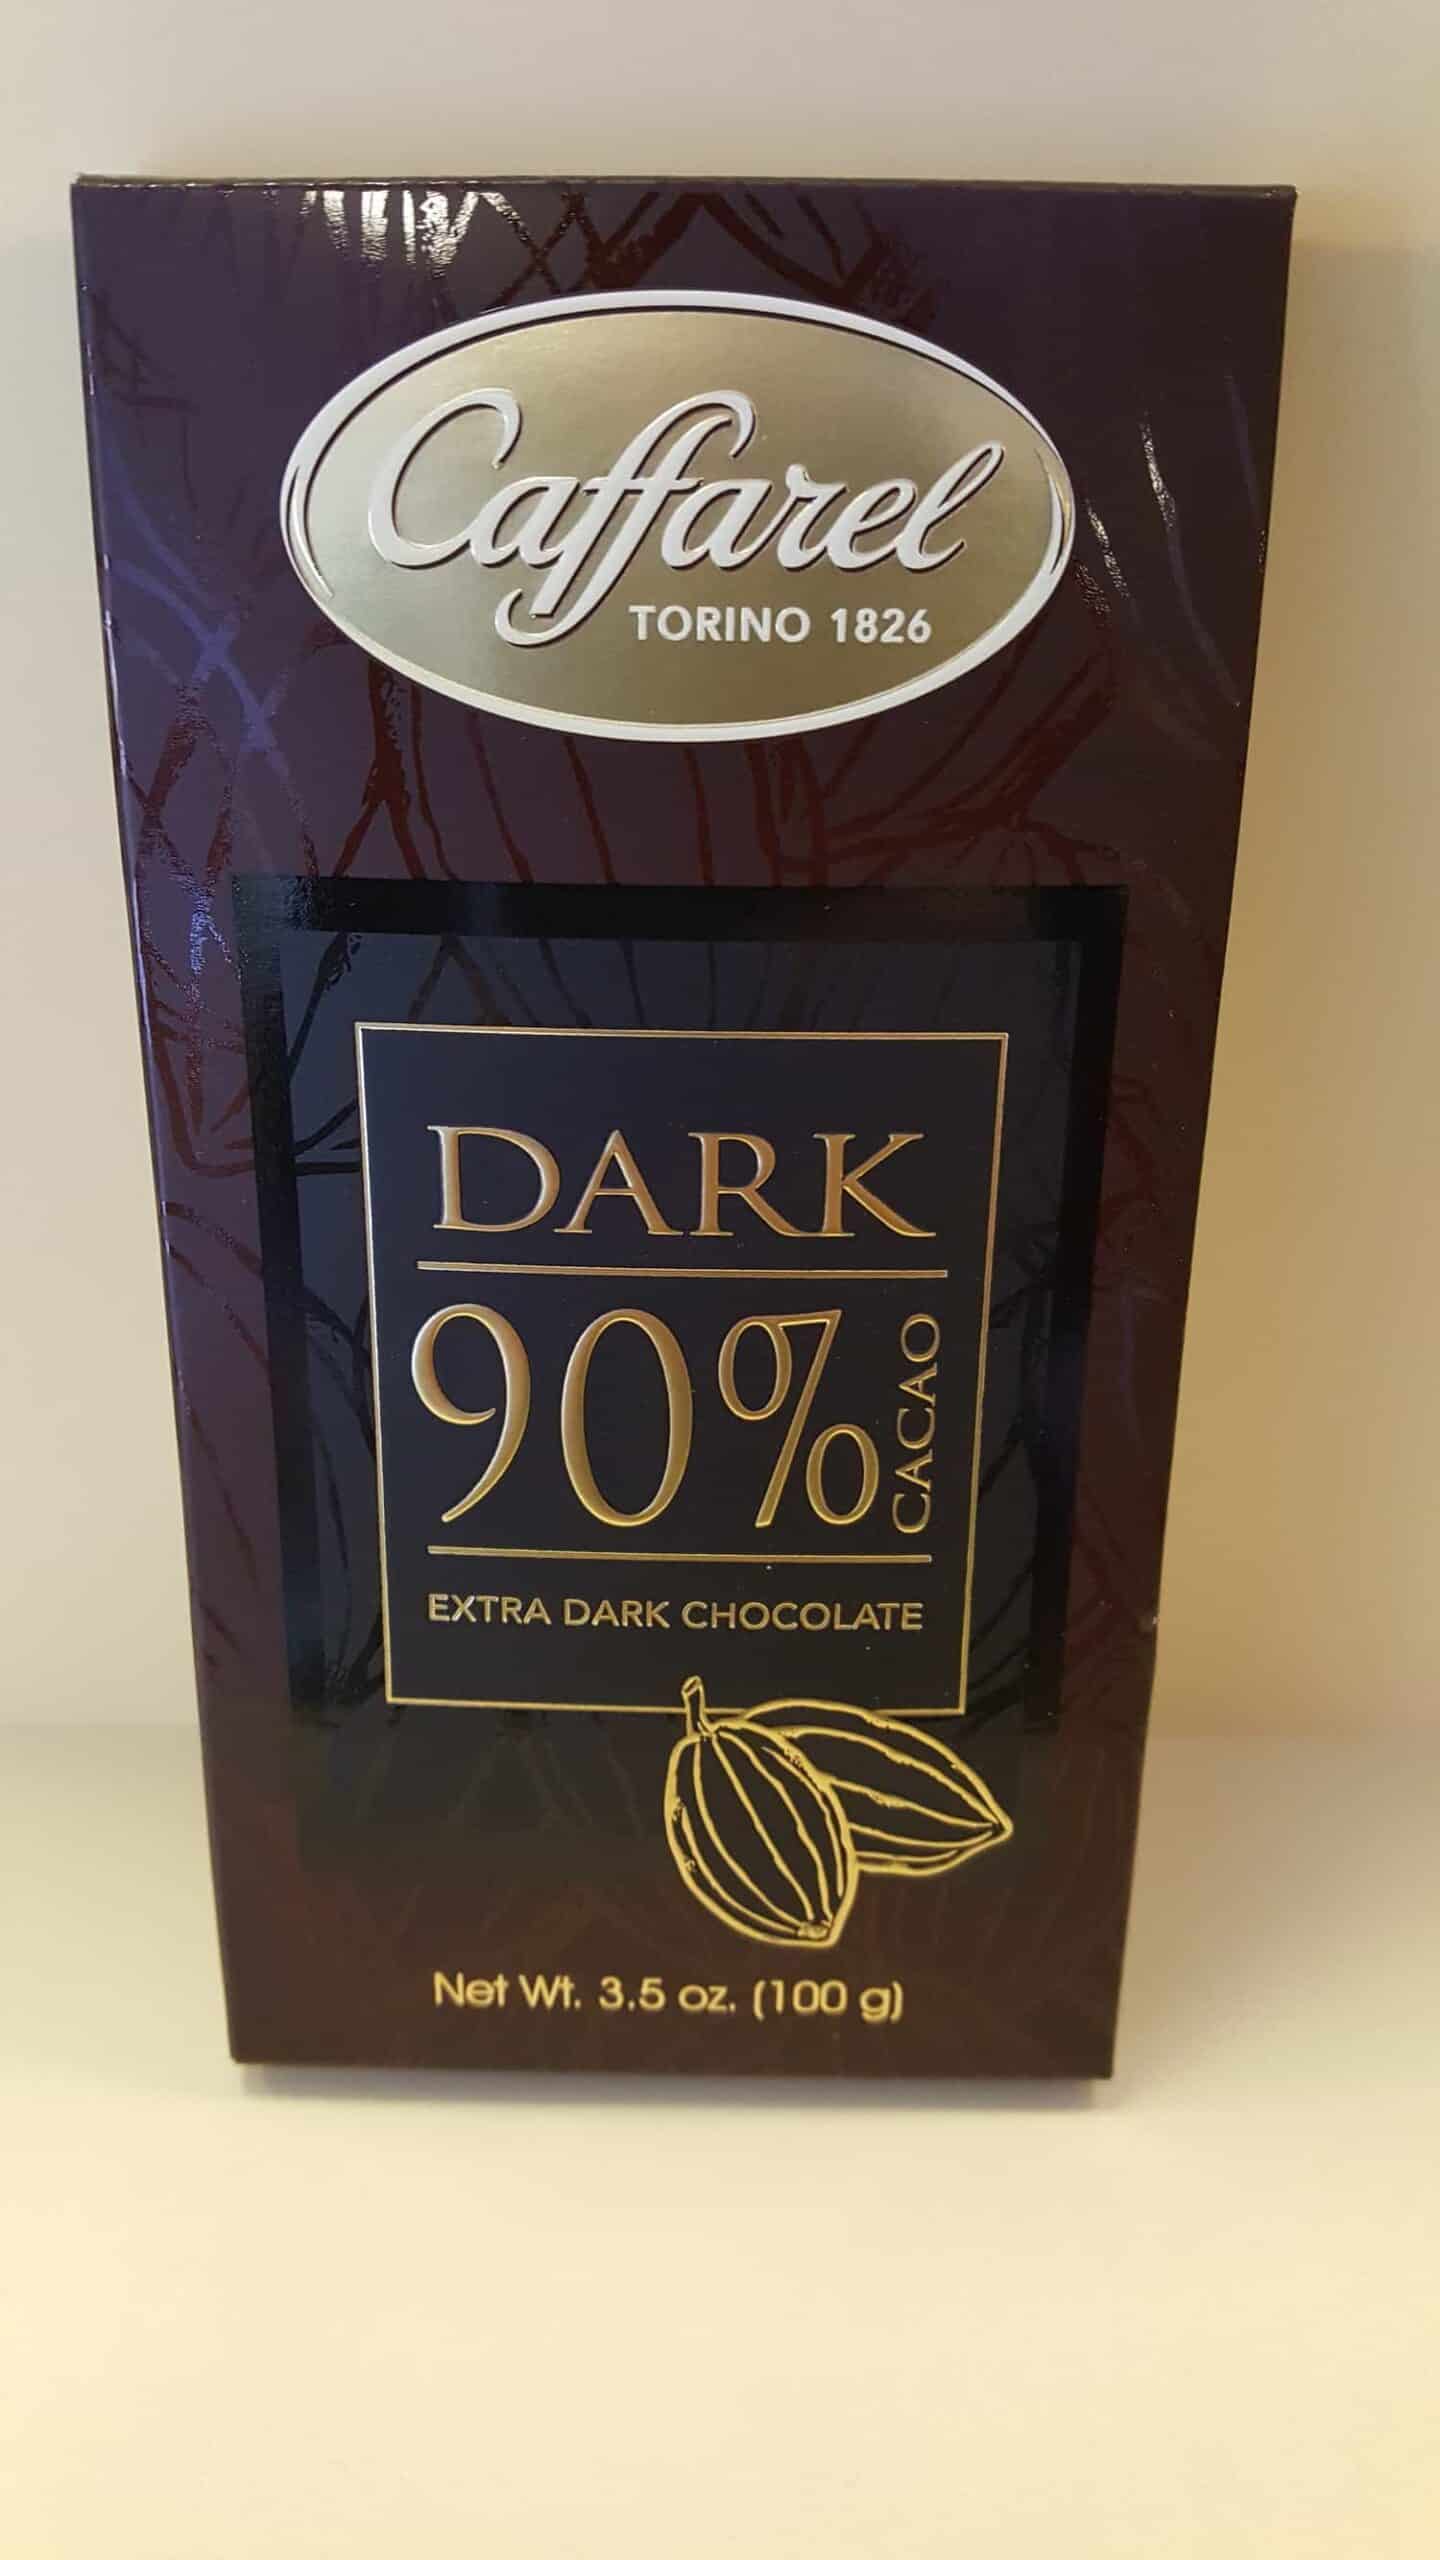 Caffarel
TORINO 1826
DARK
90% CACAO
EXTRA DARK CHOCOLATE
Net Wt. 3.5 oz. (100 g)